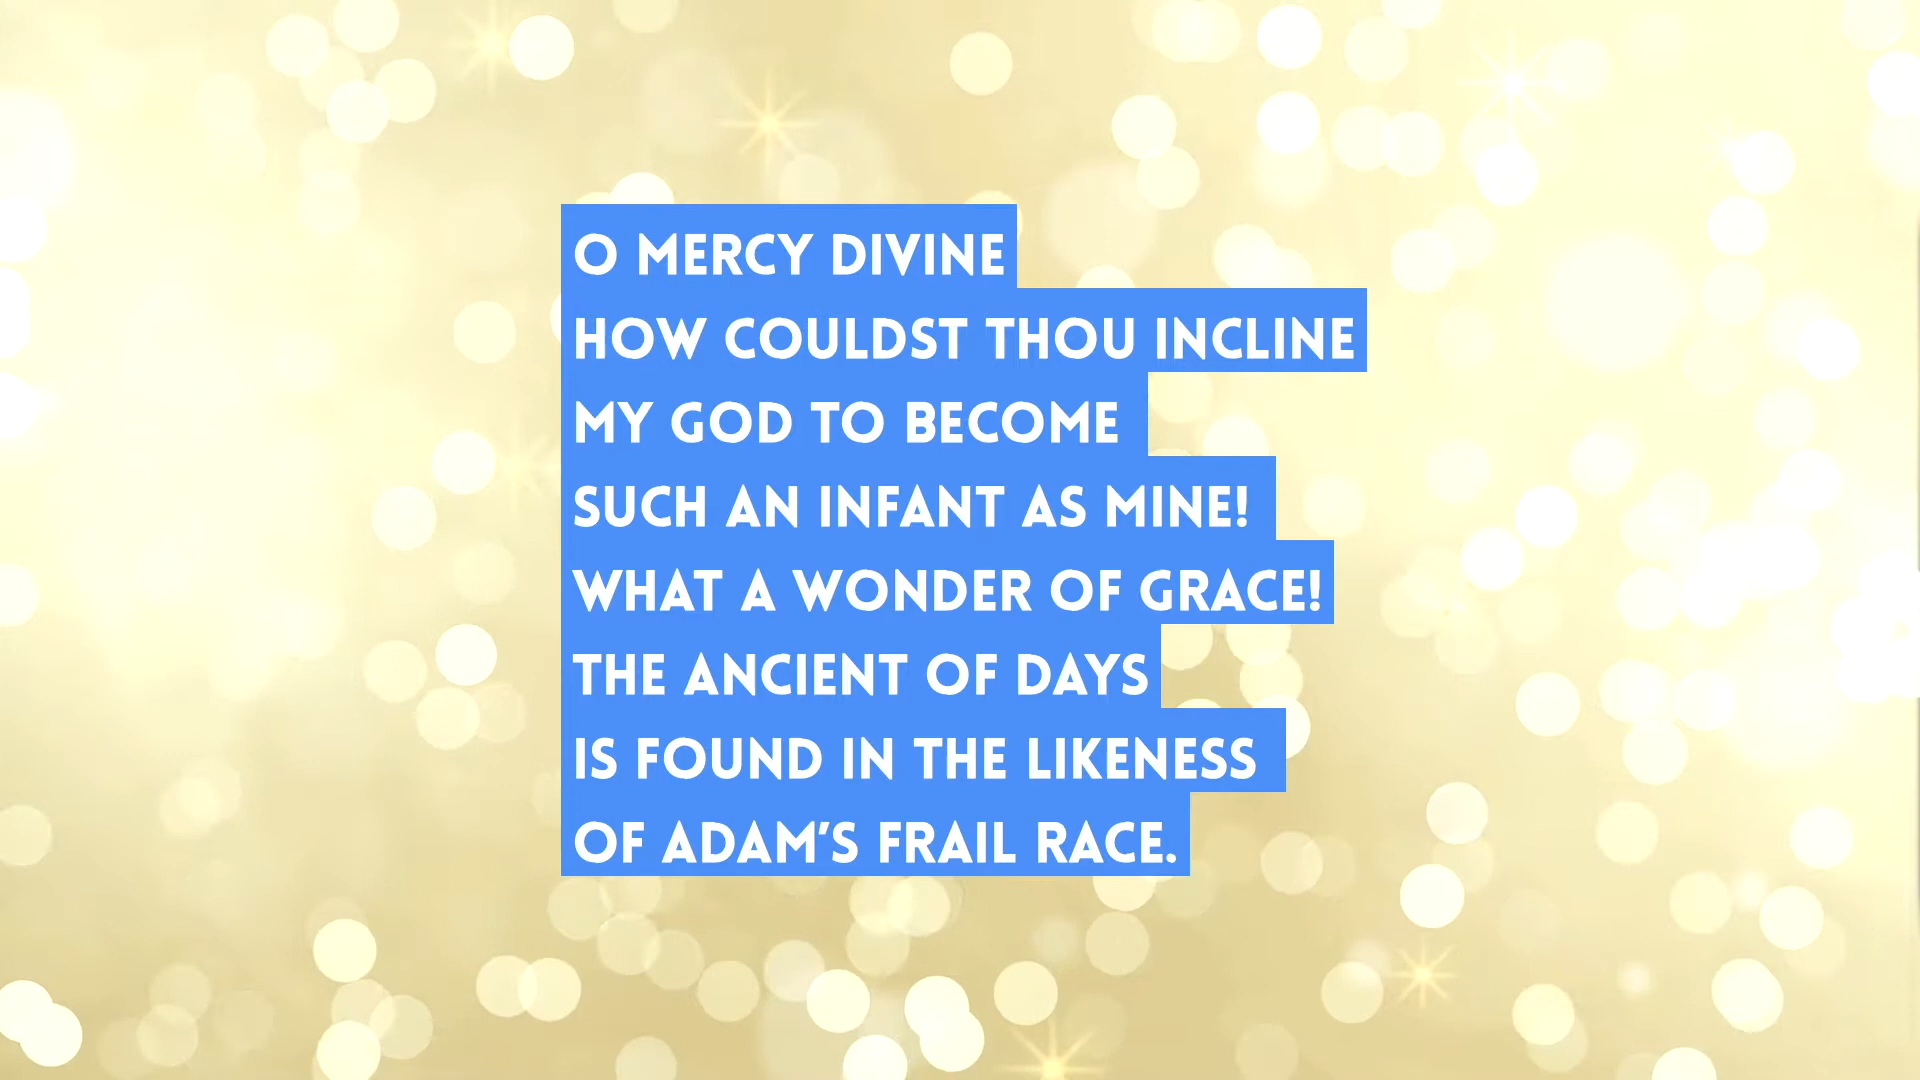 O MERCY DIVINE
HOW COULDST THOU INCLINE
MY GOD TO BECOME
SUCH AN INFANT AS MINE!
WHAT A WONDER OF GRACE!
THE ANCIENT OF DAYS
IS FOUND IN THE LIKENESS
OF ADAM’S FRAIL RACE.